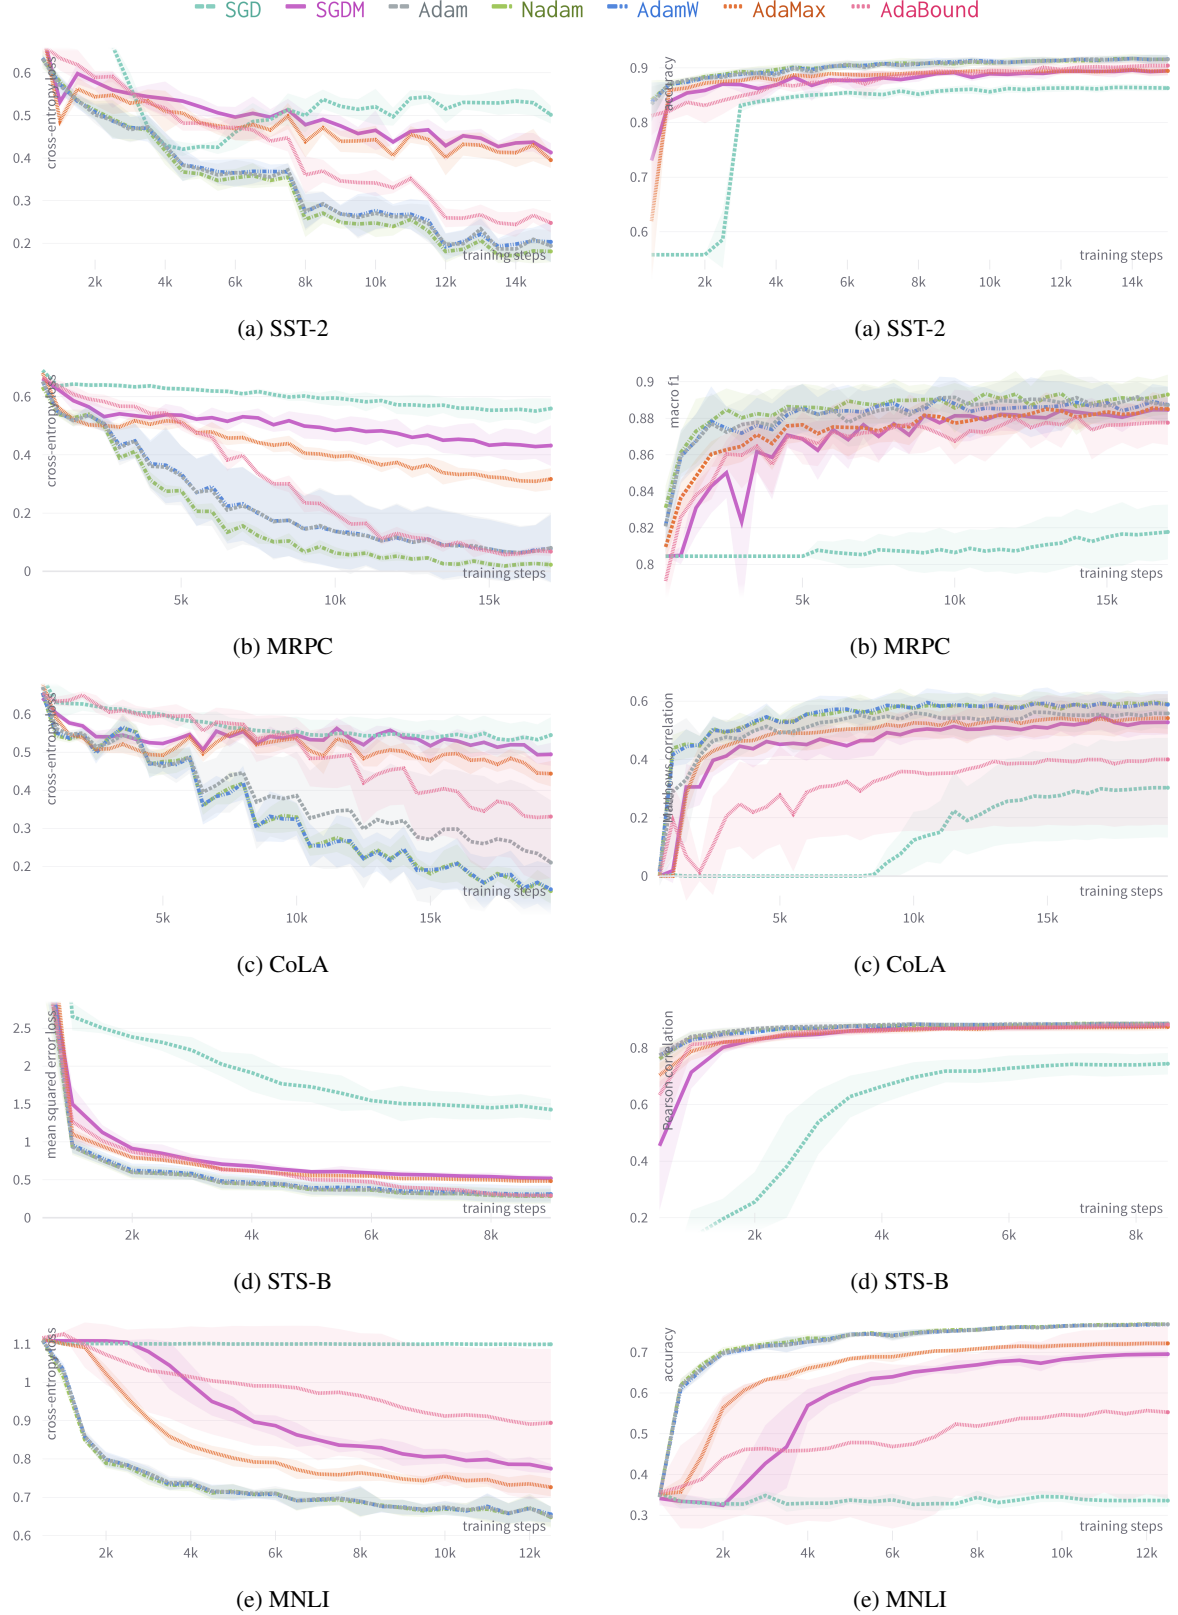 SGD SGDM Adam Nadam AdamW AdaMax AdaBound
cross-entropy loss
0.6
0.5
0.4
0.3
0.2
training steps
2k 4k 6k 8k 10k 12k 14k
(a) SST-2
accuracy
0.9
0.8
0.7
0.6
training steps
2k 4k 6k 8k 10k 12k 14k
(a) SST-2
cross-entropy loss
0.6
0.4
0.2
0
training steps
5k 10k 15k
(b) MRPC
macro f1
0.9
0.88
0.86
0.84
0.82
0.8
training steps
5k 10k 15k
(b) MRPC
cross-entropy loss
0.6
0.5
0.4
0.3
0.2
training steps
5k 10k 15k
(c) CoLA
Matthews correlation
0.6
0.4
0.2
0
training steps
5k 10k 15k
(c) CoLA
mean squared error loss
2.5
2
1.5
1
0.5
0
training steps
2k 4k 6k 8k
(d) STS-B
Pearson correlation
0.8
0.6
0.4
0.2
training steps
2k 4k 6k 8k
(d) STS-B
cross-entropy loss
1.1
1
0.9
0.8
0.7
0.6
training steps
2k 4k 6k 8k 10k 12k
(e) MNLI
accuracy
0.7
0.6
0.5
0.4
0.3
training steps
2k 4k 6k 8k 10k 12k
(e) MNLI